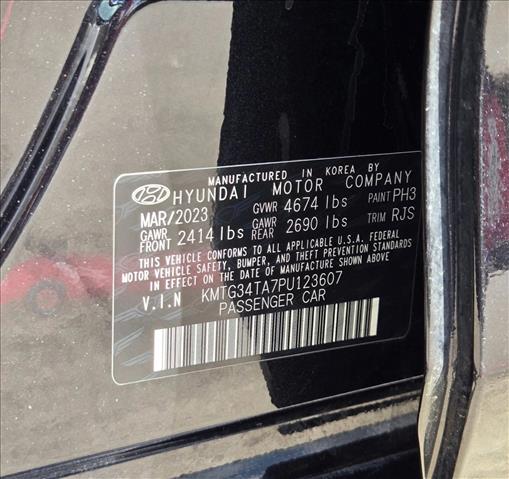 MANUFACTURED IN KOREA BY
HYUNDAI MOTOR COMPANY
MAR/2023 GVWR 4674 lbs PAINT PH3
GAWR FRONT 2414 lbs GAWR REAR 2690 lbs TRIM RJS
THIS VEHICLE CONFORMS TO ALL APPLICABLE U.S.A. FEDERAL
MOTOR VEHICLE SAFETY, BUMPER, AND THEFT PREVENTION STANDARDS
IN EFFECT ON THE DATE OF MANUFACTURE SHOWN ABOVE.
V.I.N KMTG34TA7PU123607
PASSENGER CAR